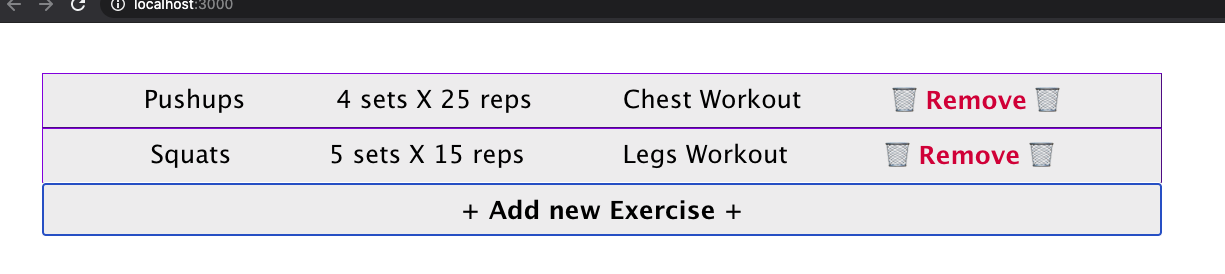 localhost:3000
Pushups 4 sets X 25 reps Chest Workout 🗑️ Remove 🗑️
Squats 5 sets X 15 reps Legs Workout 🗑️ Remove 🗑️
+ Add new Exercise +